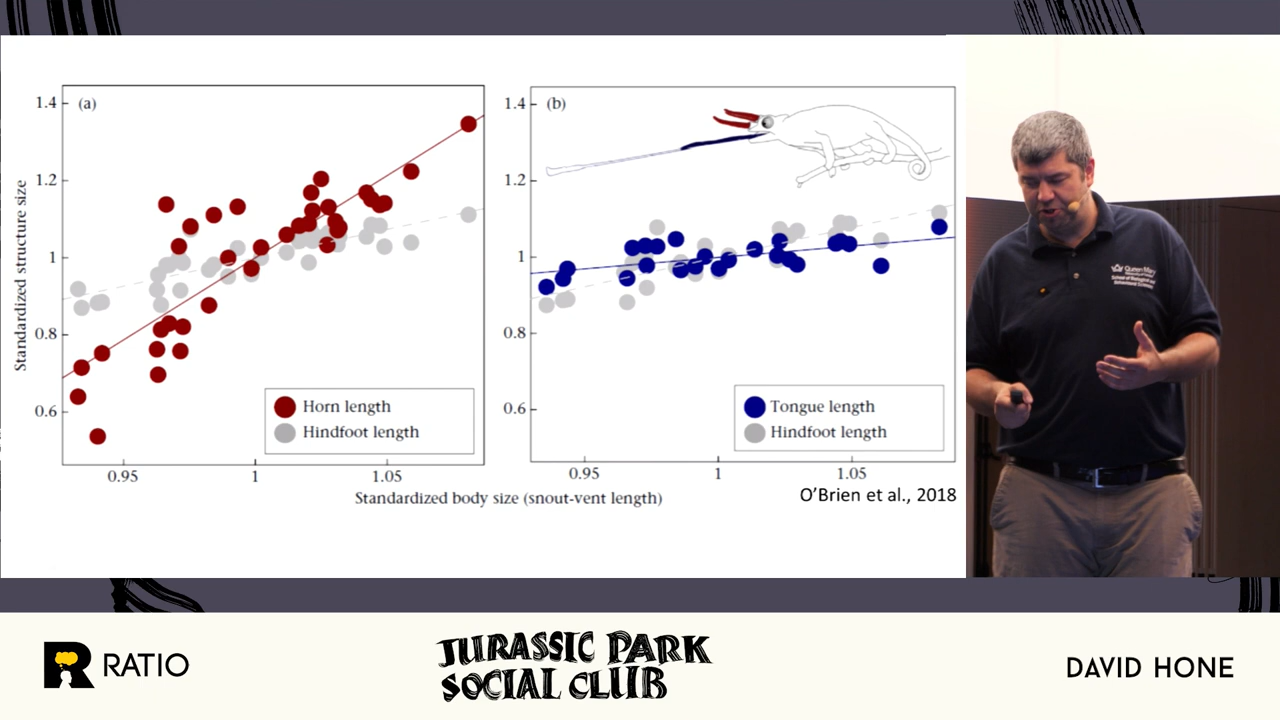 (a)
1.4
1.2
1
0.8
0.6
Standardized structure size
Horn length
Hindfoot length
0.95
1
1.05
(b)
1.4
1.2
1
0.8
0.6
Tongue length
Hindfoot length
0.95
1
1.05
Standardized body size (snout-vent length)
O'Brien et al., 2018
Queen Mary
RATIO
JURASSIC PARK
SOCIAL CLUB
DAVID HONE